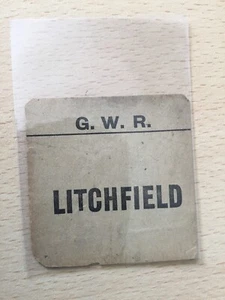 G. W. R.
LITCHFIELD